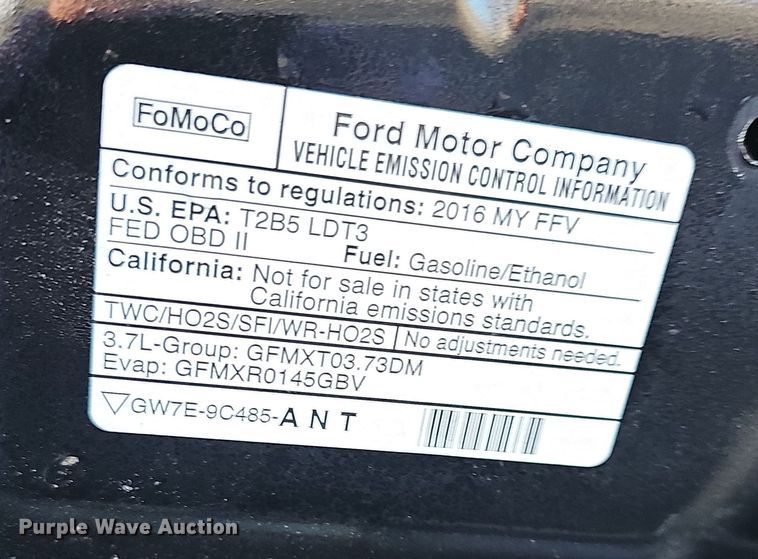 FoMoCo
Ford Motor Company
VEHICLE EMISSION CONTROL INFORMATION
Conforms to regulations: 2016 MY FFV
U.S. EPA: T2B5 LDT3
FED OBD II Fuel: Gasoline/Ethanol
California: Not for sale in states with
California emissions standards.
TWC/HO2S/SFI/WR-HO2S No adjustments needed.
3.7L-Group: GFMXT03.73DM
Evap: GFMXR0145GBV
GW7E-9C485-ANT
Purple Wave Auction